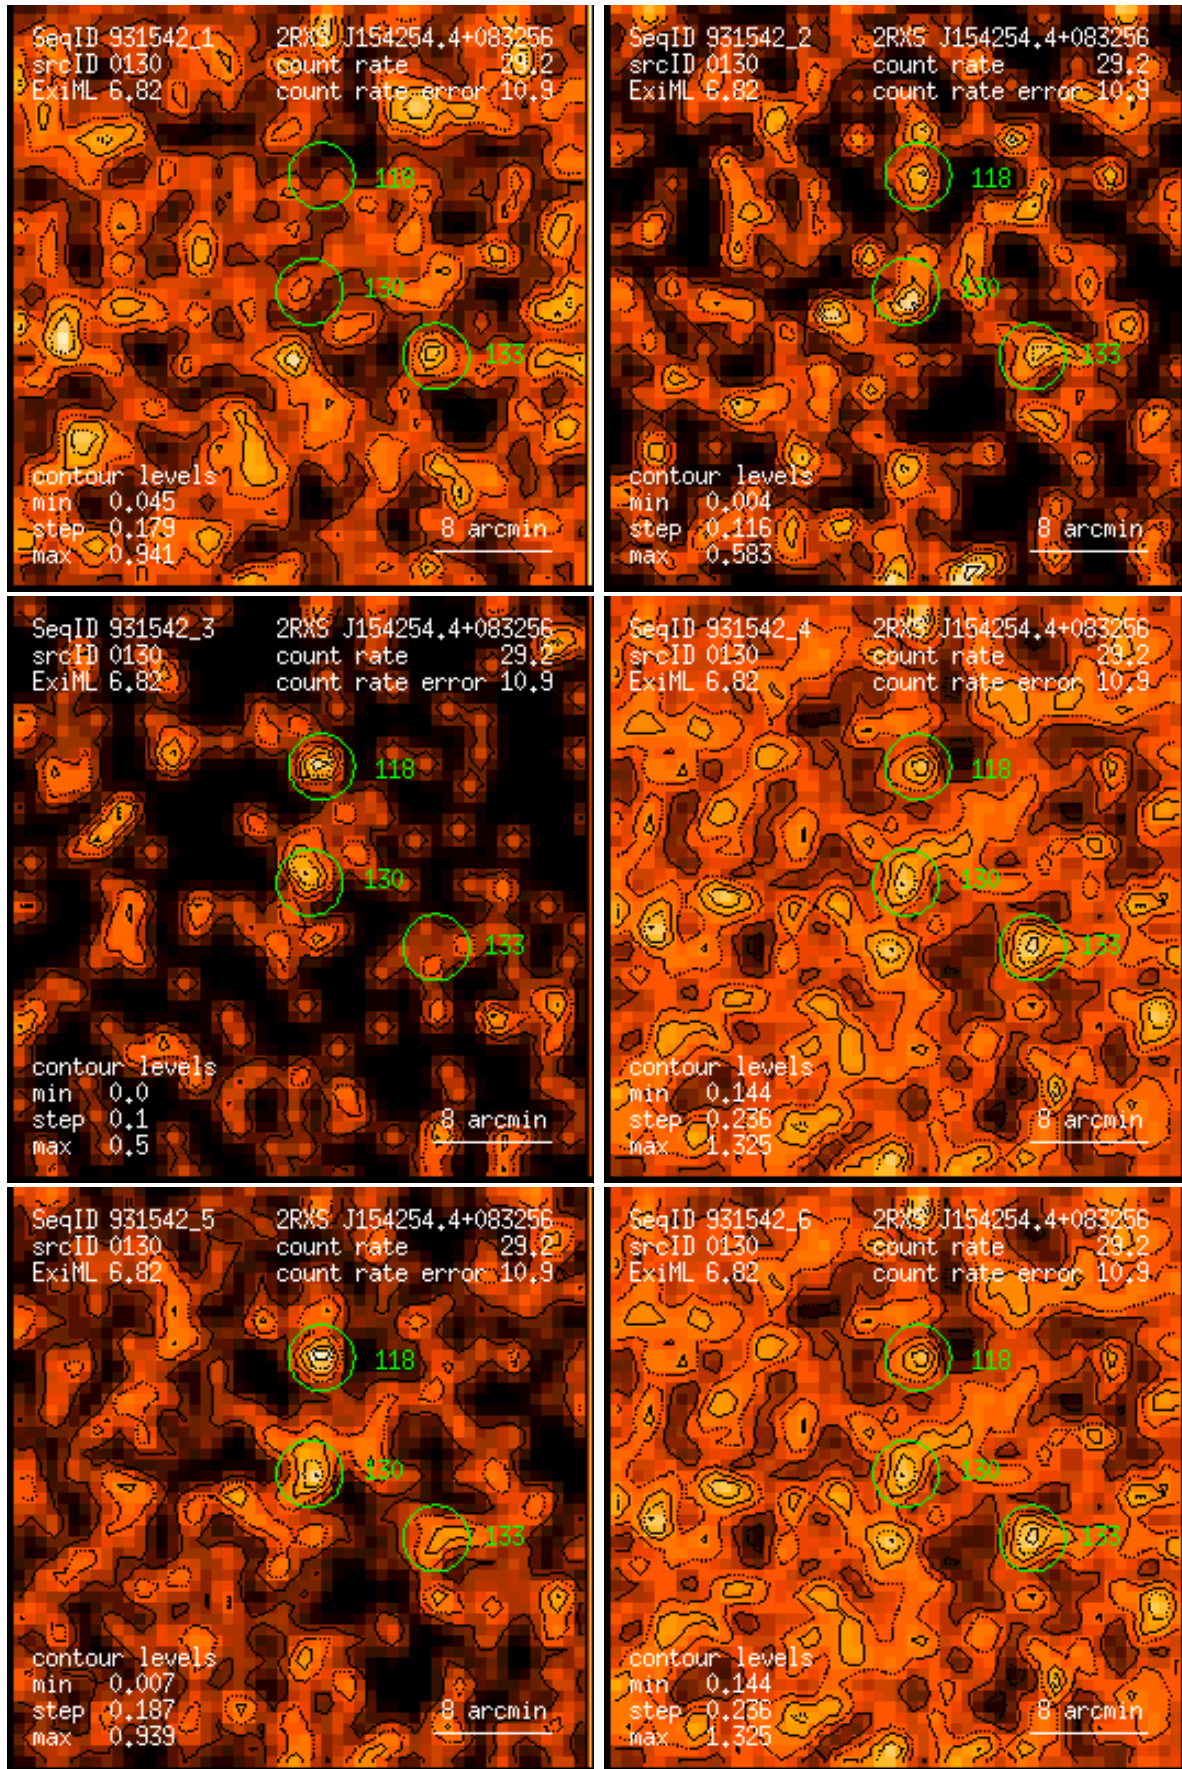 SeqID 931542_1 2RXS J154254.4+083256
srcID 0130 count rate 29.2
ExiML 6.82 count rate error 10.9
118
130
133
contour levels
min 0.045
step 0.179 8 arcmin
max 0.941
SeqID 931542_2 2RXS J154254.4+083256
srcID 0130 count rate 29.2
ExiML 6.82 count rate error 10.9
118
130
133
contour levels
min 0.004
step 0.116 8 arcmin
max 0.583
SeqID 931542_3 2RXS J154254.4+083256
srcID 0130 count rate 29.2
ExiML 6.82 count rate error 10.9
118
130
133
contour levels
min 0.0
step 0.1 8 arcmin
max 0.5
SeqID 931542_4 2RXS J154254.4+083256
srcID 0130 count rate 29.2
ExiML 6.82 count rate error 10.9
118
130
133
contour levels
min 0.144
step 0.236 8 arcmin
max 1.325
SeqID 931542_5 2RXS J154254.4+083256
srcID 0130 count rate 29.2
ExiML 6.82 count rate error 10.9
118
130
133
contour levels
min 0.007
step 0.187 8 arcmin
max 0.939
SeqID 931542_6 2RXS J154254.4+083256
srcID 0130 count rate 29.2
ExiML 6.82 count rate error 10.9
118
130
133
contour levels
min 0.144
step 0.236 8 arcmin
max 1.325